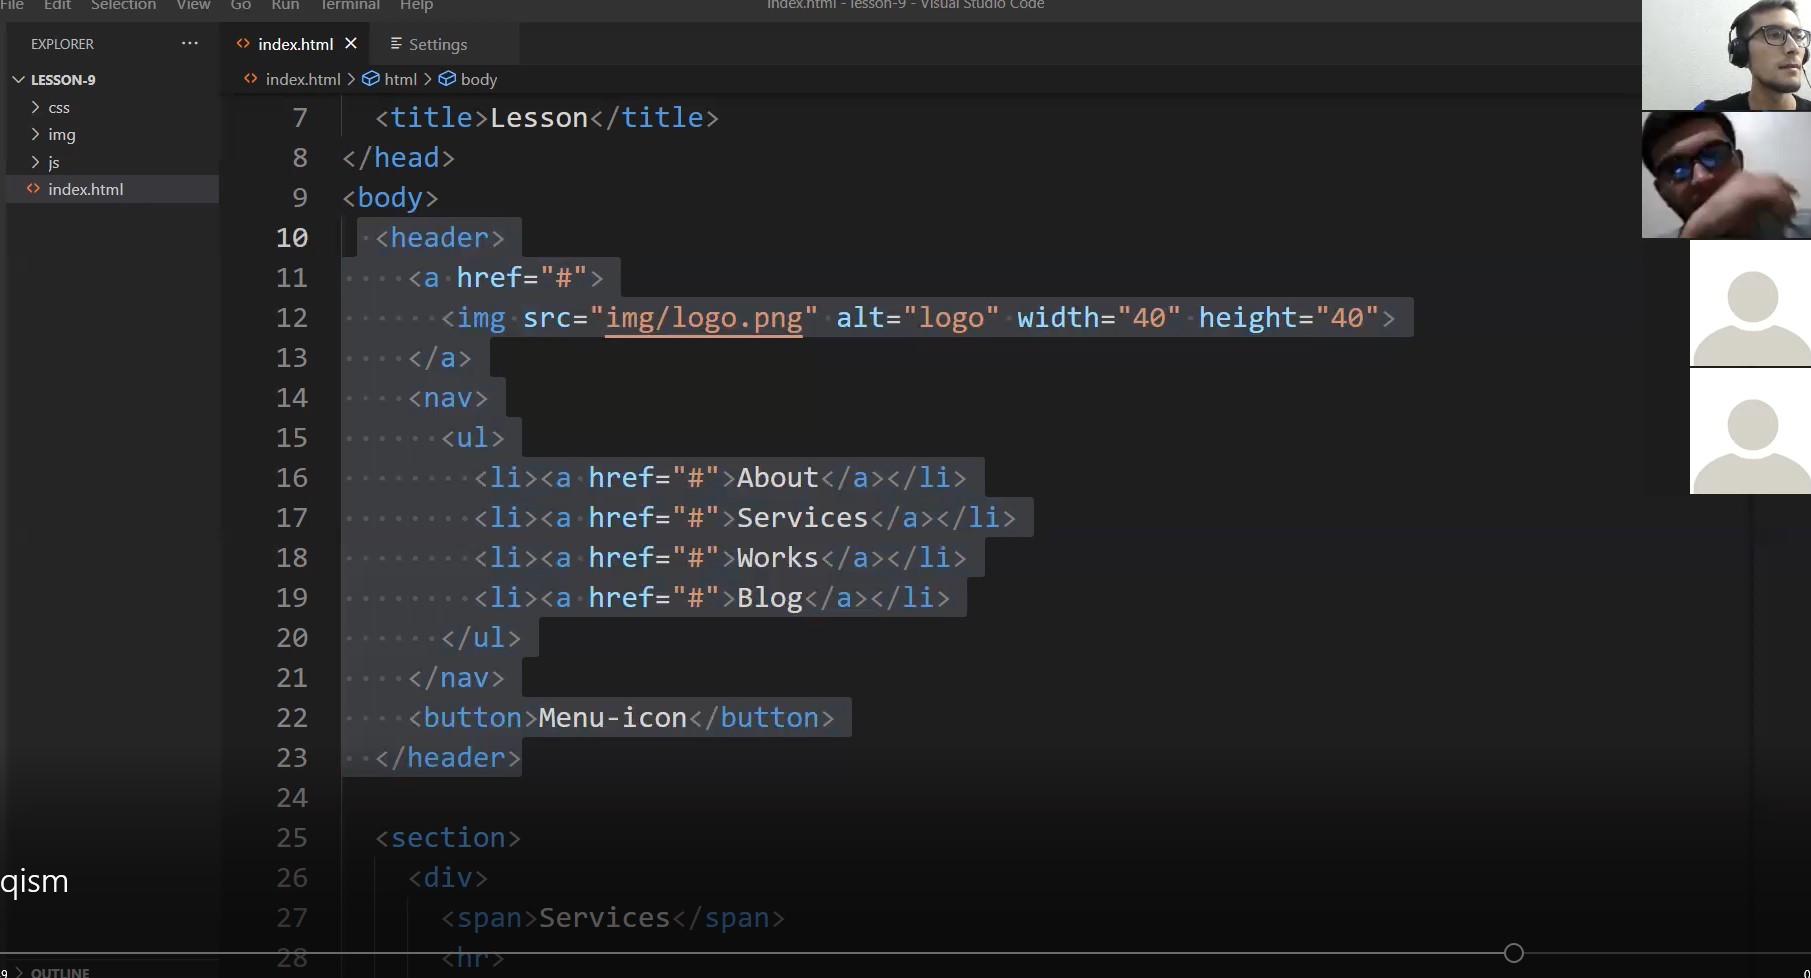 File Edit Selection View Go Run Terminal Help
index.html - lesson-9 - Visual Studio Code
EXPLORER ···
index.html × Settings
LESSON-9
index.html > html > body
css
img
js
index.html
7 <title>Lesson</title>
8 </head>
9 <body>
10 <header>
11 <a href="#">
12 <img src="img/logo.png" alt="logo" width="40" height="40">
13 </a>
14 <nav>
15 <ul>
16 <li><a href="#">About</a></li>
17 <li><a href="#">Services</a></li>
18 <li><a href="#">Works</a></li>
19 <li><a href="#">Blog</a></li>
20 </ul>
21 </nav>
22 <button>Menu-icon</button>
23 </header>
24
25 <section>
26 <div>
27 <span>Services</span>
28 <hr>
qism
9
OUTLINE
0